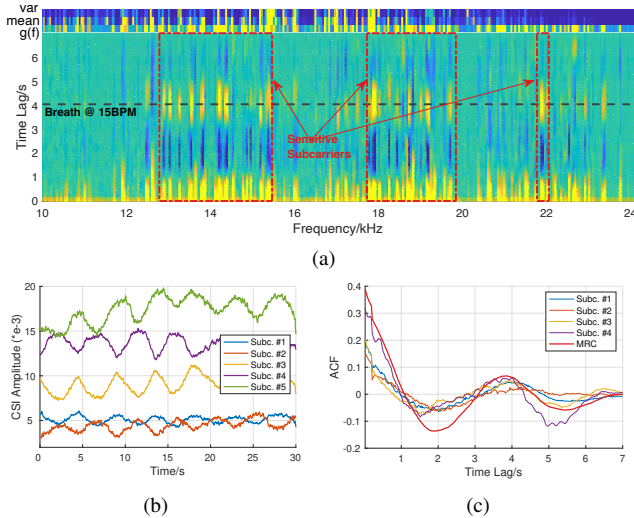 var
mean
g(f)
6
5
4
3
2
1
0
Time Lag/s
Breath @ 15BPM
Sensitive
Subcarriers
10 12 14 16 18 20 22 24
Frequency/kHz
(a)
20
15
10
5
0
CSI Amplitude (*e-3)
Subc. #1
Subc. #2
Subc. #3
Subc. #4
Subc. #5
0 5 10 15 20 25 30
Time/s
(b)
0.4
0.3
0.2
0.1
0
-0.1
0.2
ACF
Subc. #1
Subc. #2
Subc. #3
Subc. #4
MRC
1 2 3 4 5 6 7
Time Lag/s
(c)